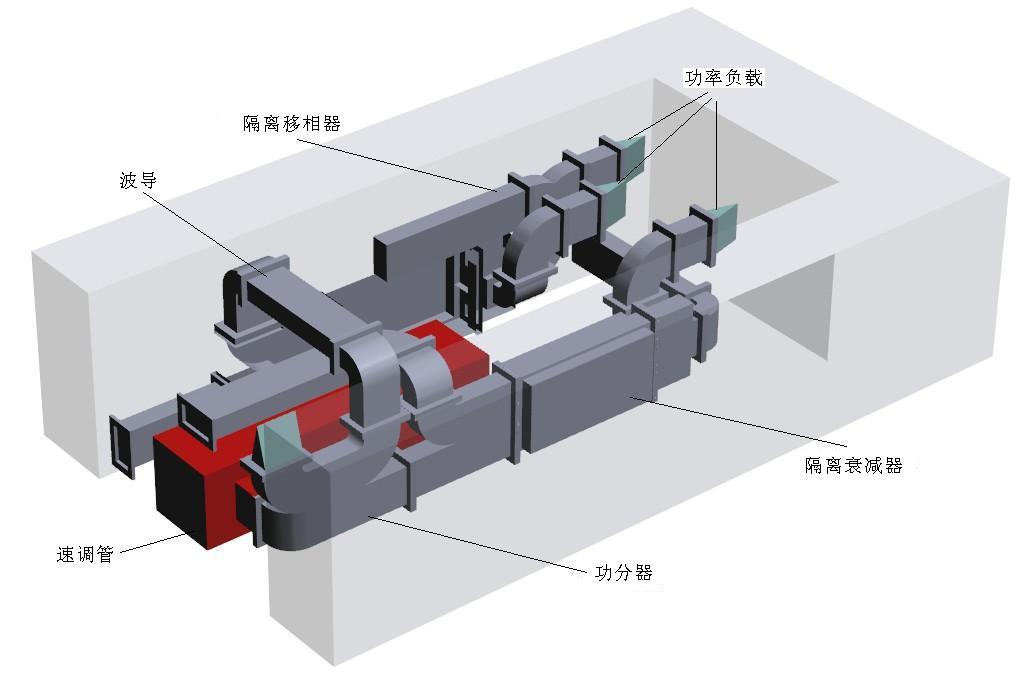 功率负载
隔离移相器
波导
隔离衰减器
速调管
功分器